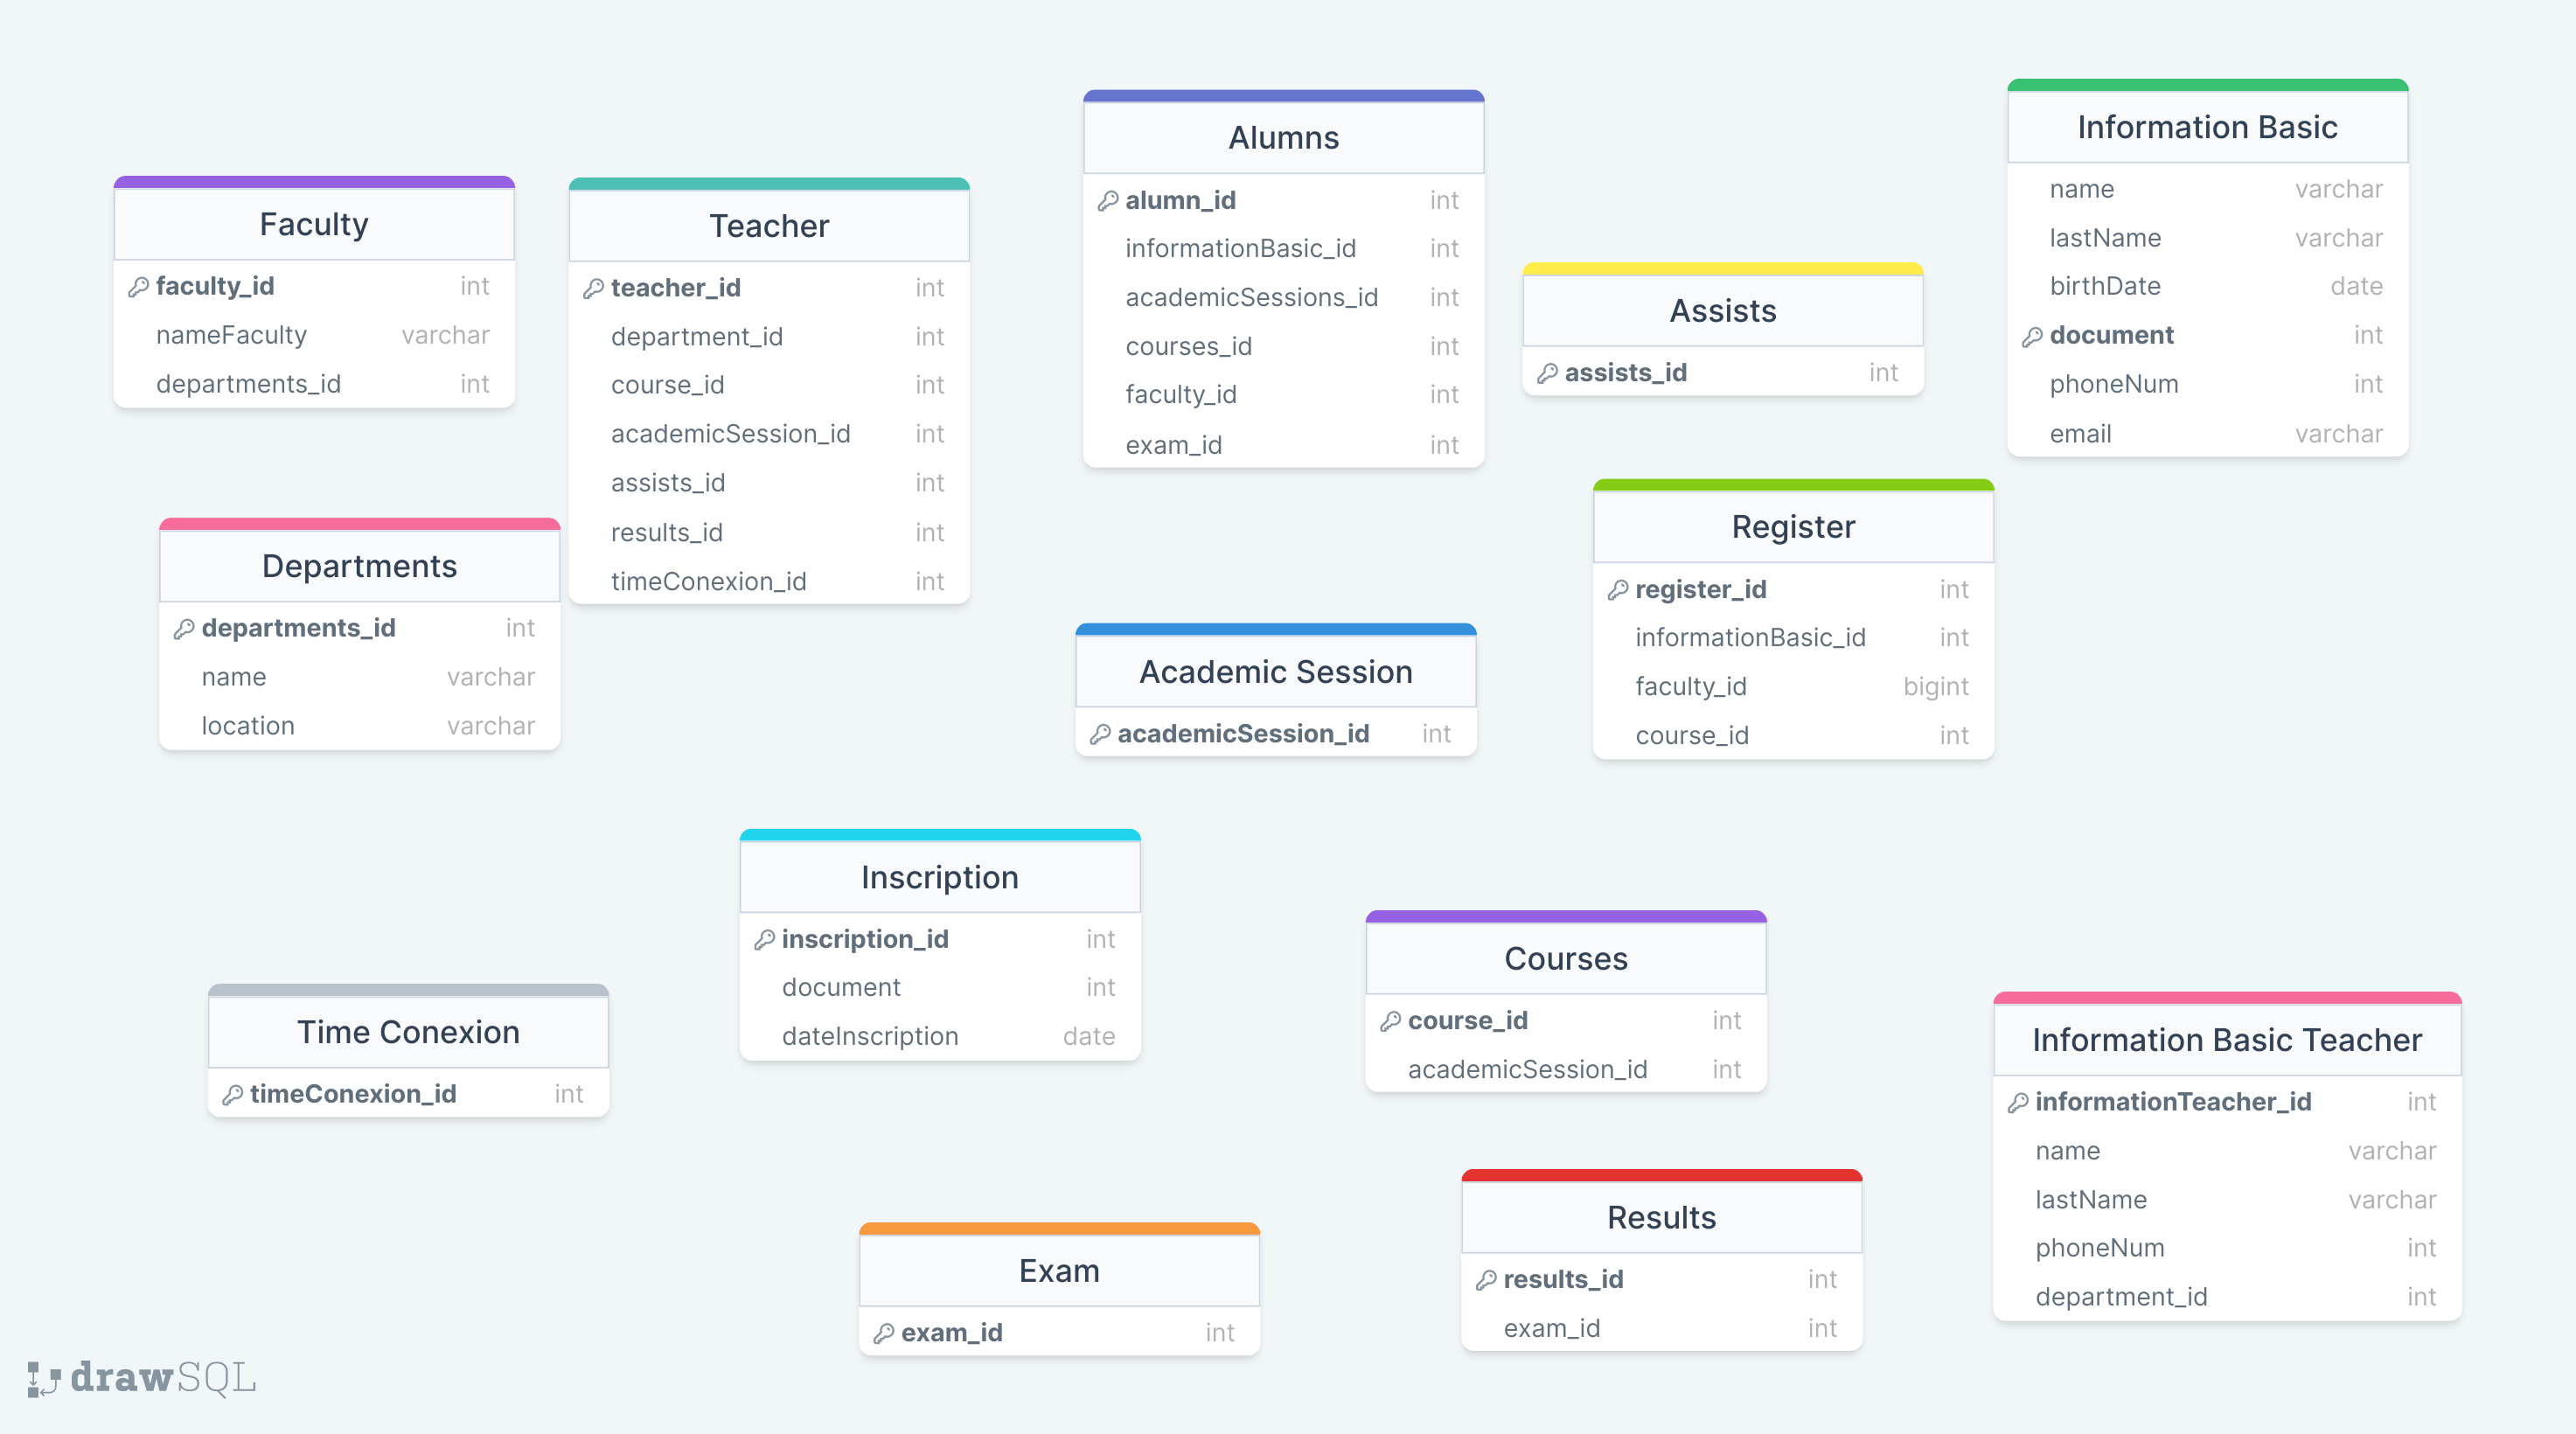 Faculty
faculty_id int
nameFaculty varchar
departments_id int
Teacher
teacher_id int
department_id int
course_id int
academicSession_id int
assists_id int
results_id int
timeConexion_id int
Alumns
alumn_id int
informationBasic_id int
academicSessions_id int
courses_id int
faculty_id int
exam_id int
Assists
assists_id int
Information Basic
name varchar
lastName varchar
birthDate date
document int
phoneNum int
email varchar
Departments
departments_id int
name varchar
location varchar
Academic Session
academicSession_id int
Register
register_id int
informationBasic_id int
faculty_id bigint
course_id int
Inscription
inscription_id int
document int
dateInscription date
Time Conexion
timeConexion_id int
Courses
course_id int
academicSession_id int
Information Basic Teacher
informationTeacher_id int
name varchar
lastName varchar
phoneNum int
department_id int
Exam
exam_id int
Results
results_id int
exam_id int
drawSQL